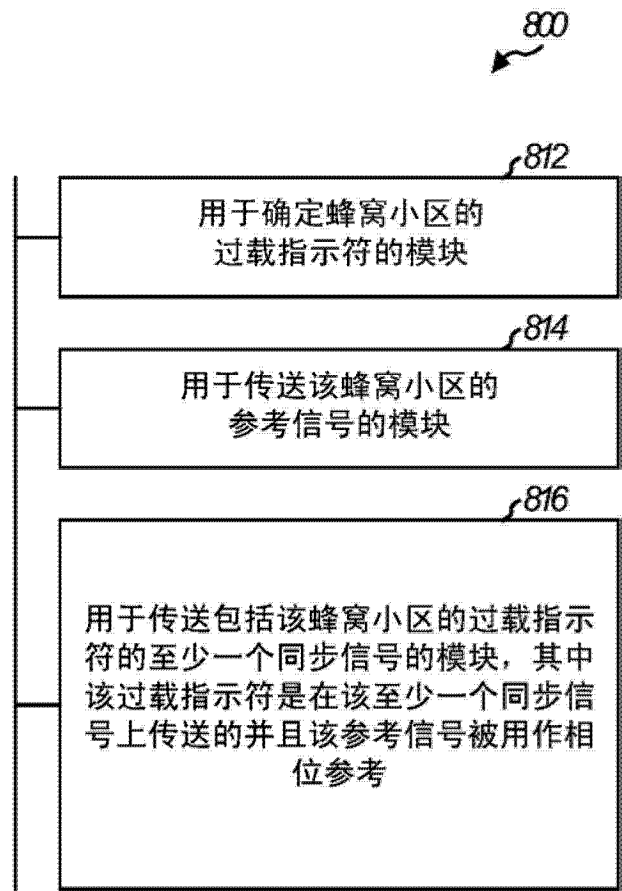 800
812
用于确定蜂窝小区的
过载指示符的模块
814
用于传送该蜂窝小区的
参考信号的模块
816
用于传送包括该蜂窝小区的过载指示
符的至少一个同步信号的模块，其中
该过载指示符是在该至少一个同步信
号上传送的并且该参考信号被用作相
位参考